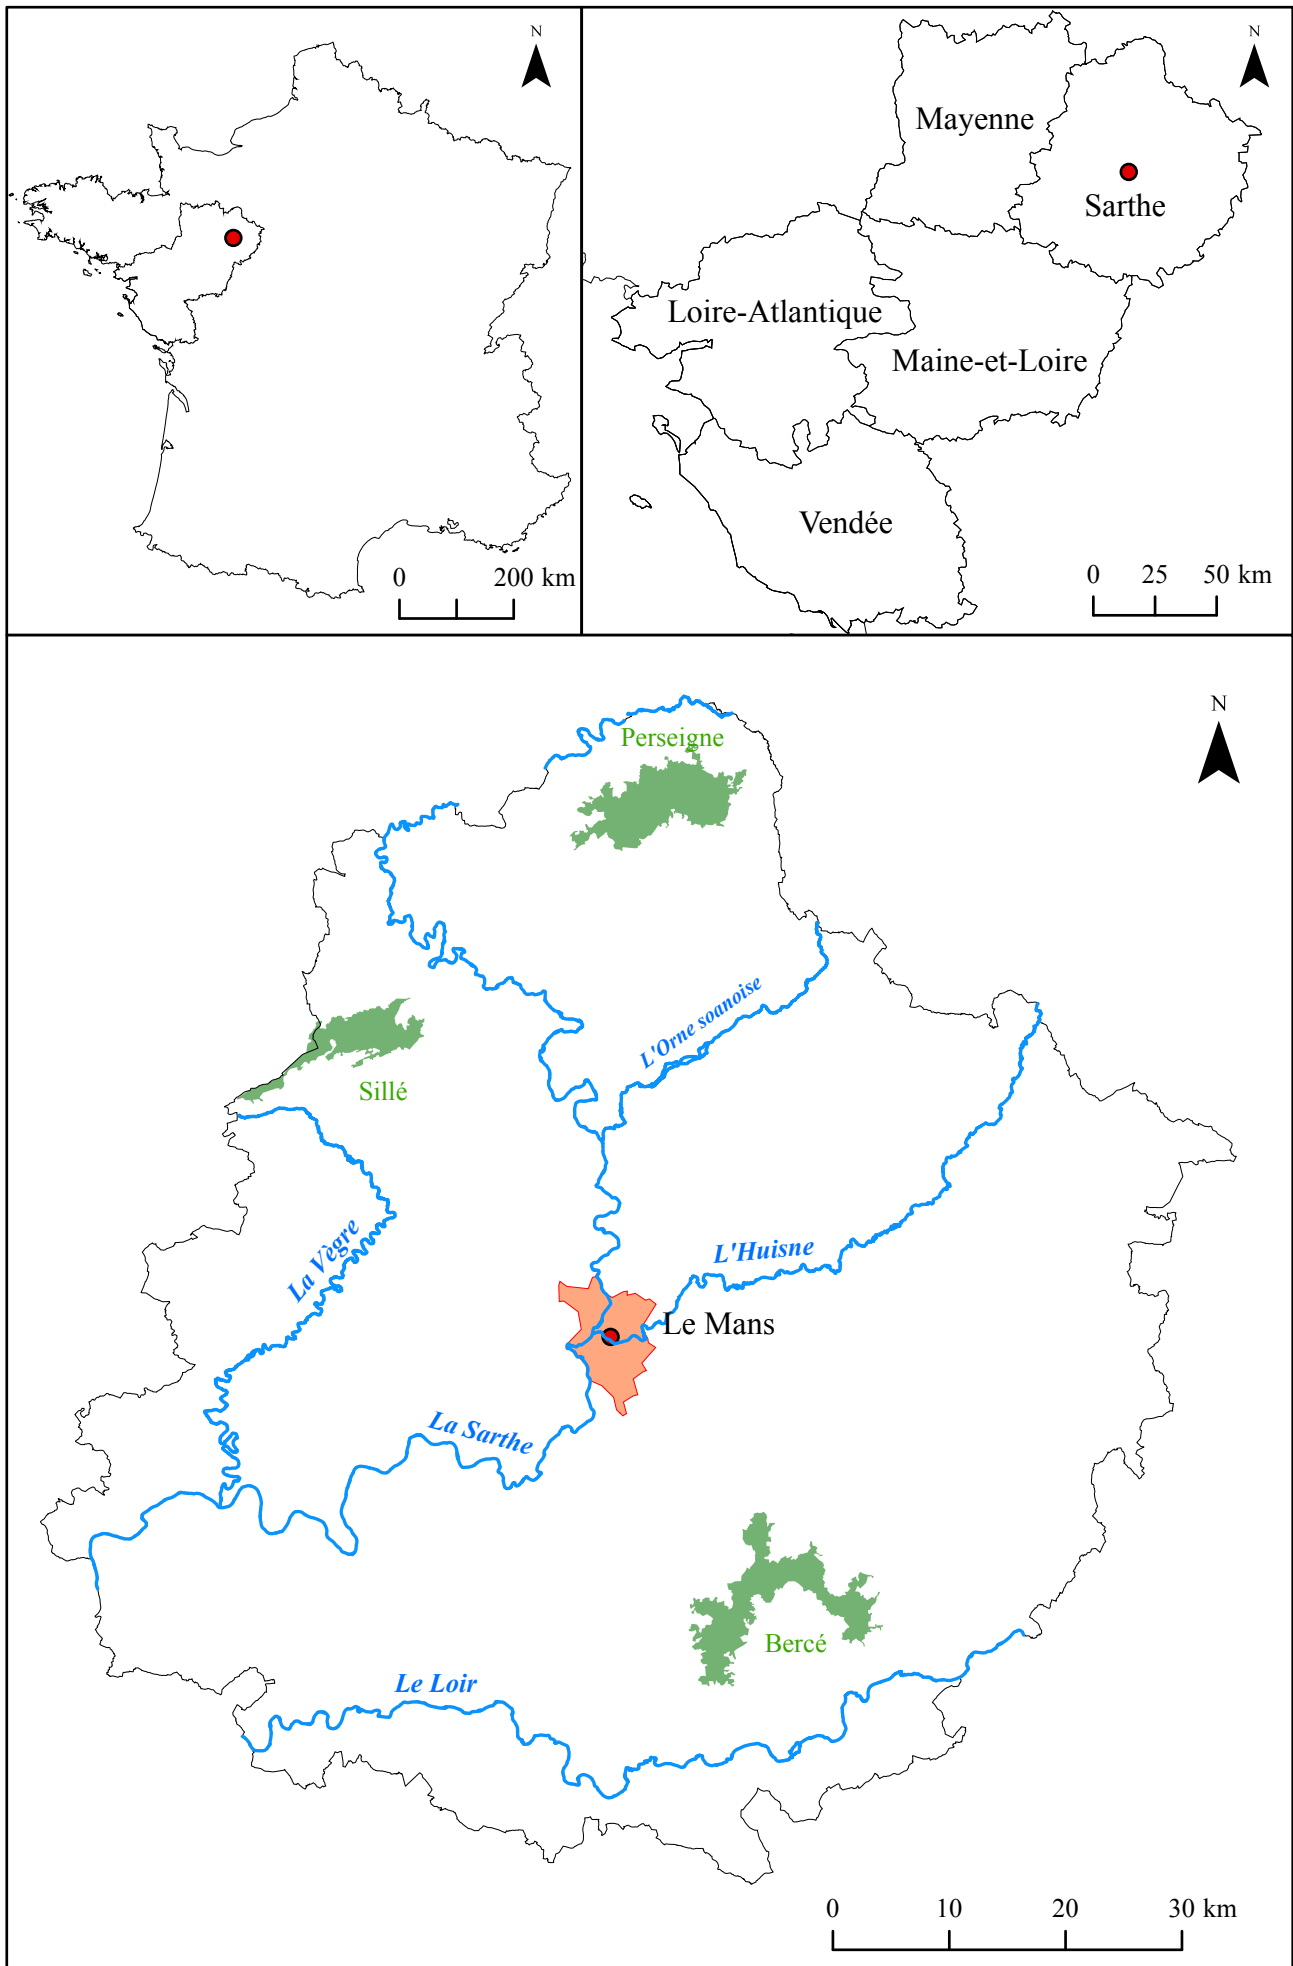 N
0 200 km
N
Mayenne
Sarthe
Loire-Atlantique
Maine-et-Loire
Vendée
0 25 50 km
N
Perseigne
L'Orne soanoise
Sillé
La Vègre
L'Huisne
Le Mans
La Sarthe
Bercé
Le Loir
0 10 20 30 km